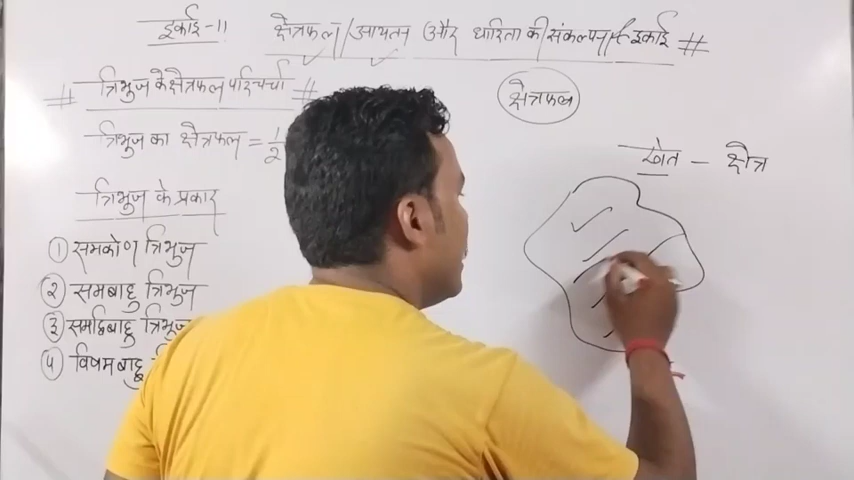 इकाई-11
क्षेत्रफल/आयतन और धारिता की संकल्पना एवं इकाई #
# त्रिभुज के क्षेत्रफल परिचर्चा #
क्षेत्रफल
त्रिभुज का क्षेत्रफल = 1/2
खेत - क्षेत्र
त्रिभुज के प्रकार
① समकोण त्रिभुज
② समबाहु त्रिभुज
③ समद्विबाहु त्रिभुज
④ विषमबाहु